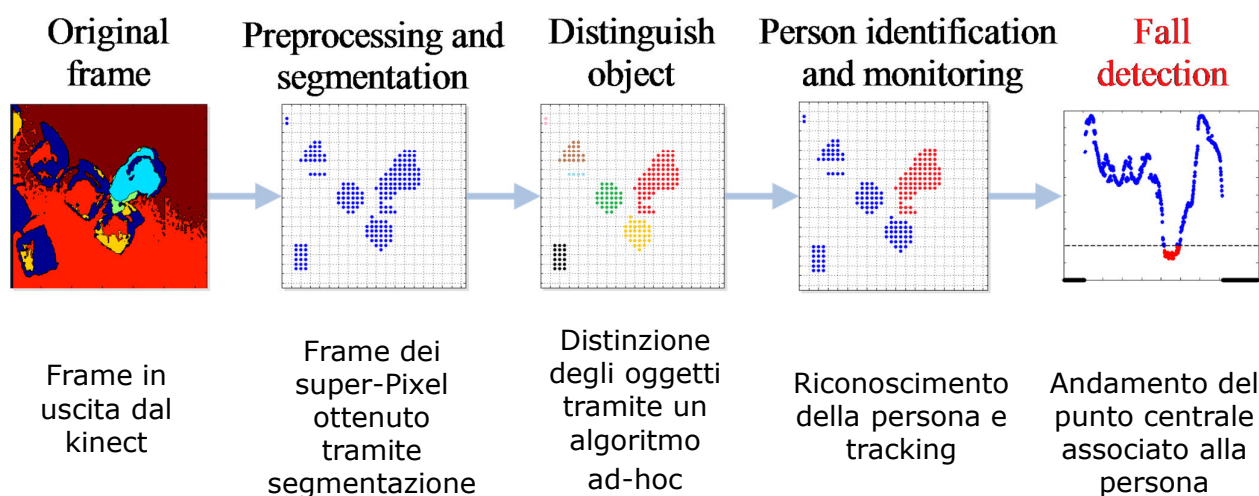 Original
frame
Preprocessing and
segmentation
Distinguish
object
Person identification
and monitoring
Fall
detection
Frame in
uscita dal
kinect
Frame dei
super-Pixel
ottenuto
tramite
segmentazione
Distinzione
degli oggetti
tramite un
algoritmo
ad-hoc
Riconoscimento
della persona e
tracking
Andamento del
punto centrale
associato alla
persona